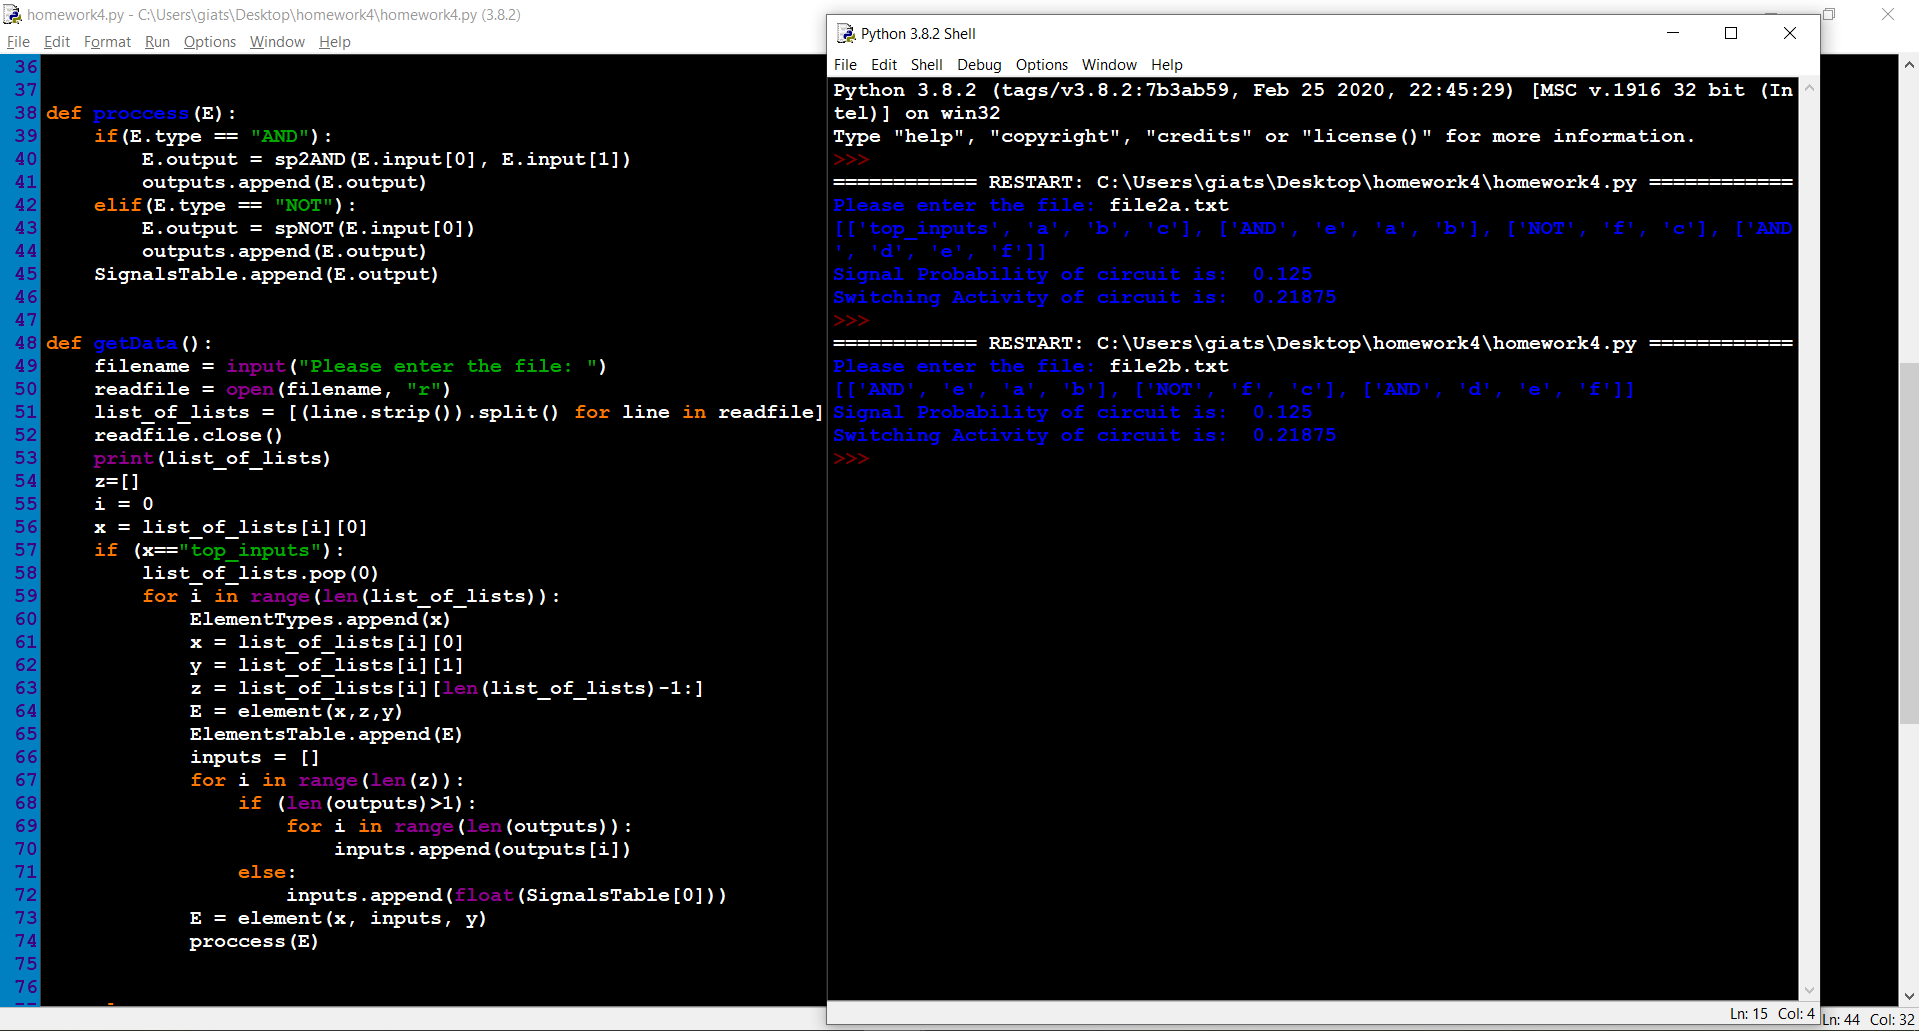 homework4.py - C:\Users\giats\Desktop\homework4\homework4.py (3.8.2)
File Edit Format Run Options Window Help
36
37
38 def proccess(E):
39     if(E.type == "AND"):
40         E.output = sp2AND(E.input[0], E.input[1])
41         outputs.append(E.output)
42     elif(E.type == "NOT"):
43         E.output = spNOT(E.input[0])
44         outputs.append(E.output)
45     SignalsTable.append(E.output)
46
47
48 def getData():
49     filename = input("Please enter the file: ")
50     readfile = open(filename, "r")
51     list_of_lists = [(line.strip()).split() for line in readfile]
52     readfile.close()
53     print(list_of_lists)
54     z=[]
55     i = 0
56     x = list_of_lists[i][0]
57     if (x=="top_inputs"):
58         list_of_lists.pop(0)
59         for i in range(len(list_of_lists)):
60             ElementTypes.append(x)
61             x = list_of_lists[i][0]
62             y = list_of_lists[i][1]
63             z = list_of_lists[i][len(list_of_lists)-1:]
64             E = element(x,z,y)
65             ElementsTable.append(E)
66             inputs = []
67             for i in range(len(z)):
68                 if (len(outputs)>1):
69                     for i in range(len(outputs)):
70                         inputs.append(outputs[i])
71                 else:
72                     inputs.append(float(SignalsTable[0]))
73             E = element(x, inputs, y)
74             proccess(E)
75
76
Python 3.8.2 Shell
File Edit Shell Debug Options Window Help
Python 3.8.2 (tags/v3.8.2:7b3ab59, Feb 25 2020, 22:45:29) [MSC v.1916 32 bit (In
tel)] on win32
Type "help", "copyright", "credits" or "license()" for more information.
>>>
============ RESTART: C:\Users\giats\Desktop\homework4\homework4.py ============
Please enter the file: file2a.txt
[['top_inputs', 'a', 'b', 'c'], ['AND', 'e', 'a', 'b'], ['NOT', 'f', 'c'], ['AND
', 'd', 'e', 'f']]
Signal Probability of circuit is:  0.125
Switching Activity of circuit is:  0.21875
>>>
============ RESTART: C:\Users\giats\Desktop\homework4\homework4.py ============
Please enter the file: file2b.txt
[['AND', 'e', 'a', 'b'], ['NOT', 'f', 'c'], ['AND', 'd', 'e', 'f']]
Signal Probability of circuit is:  0.125
Switching Activity of circuit is:  0.21875
>>>
Ln: 15 Col: 4
Ln: 44 Col: 32